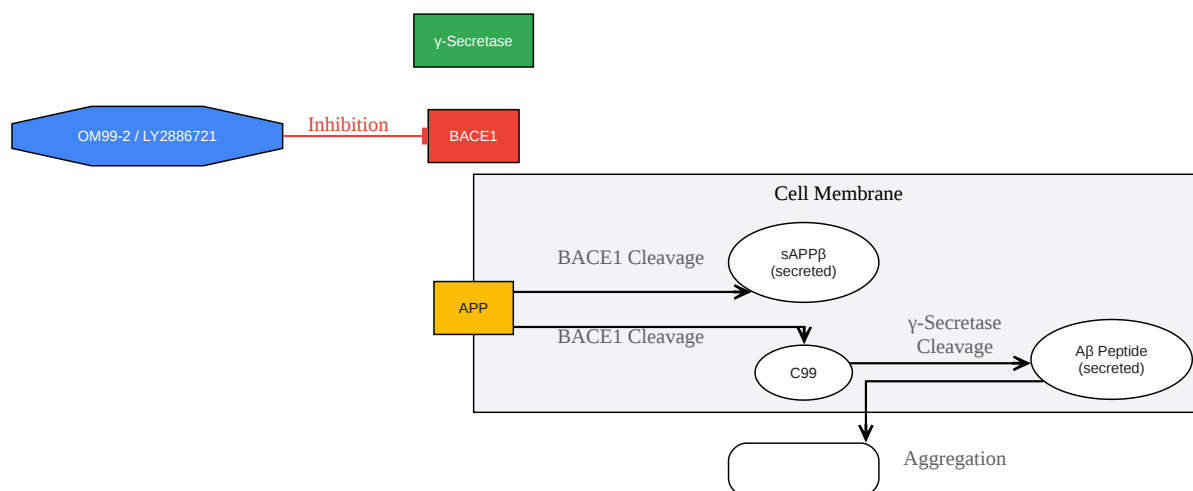 γ-Secretase
OM99-2 / LY2886721
Inhibition
BACE1
Cell Membrane
BACE1 Cleavage
sAPPβ
(secreted)
APP
BACE1 Cleavage
γ-Secretase
Cleavage
Aβ Peptide
(secreted)
C99
Aggregation